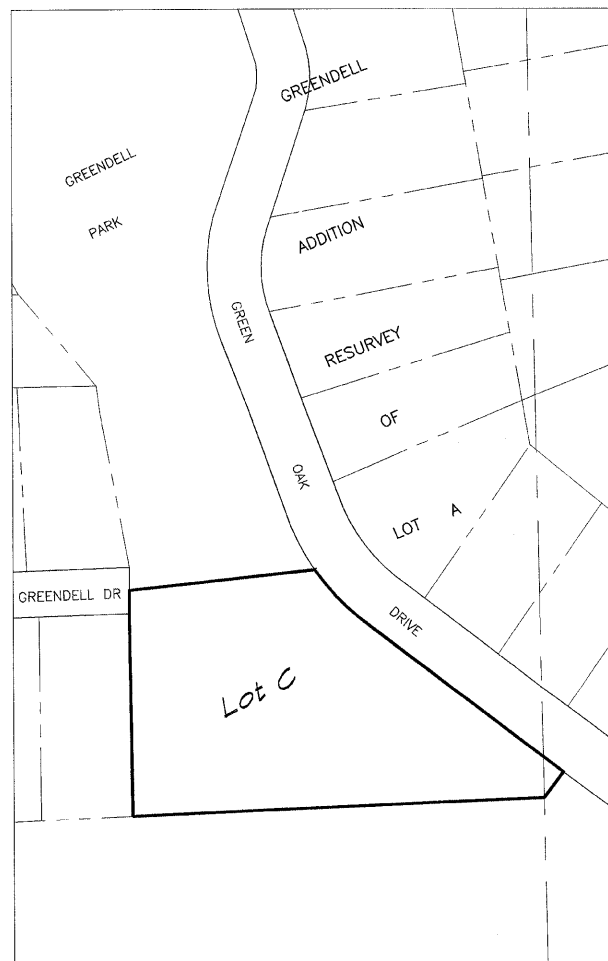 GREENDELL
GREENDELL
PARK
ADDITION
GREEN
RESURVEY
OF
OAK
LOT A
GREENDELL DR
DRIVE
Lot C